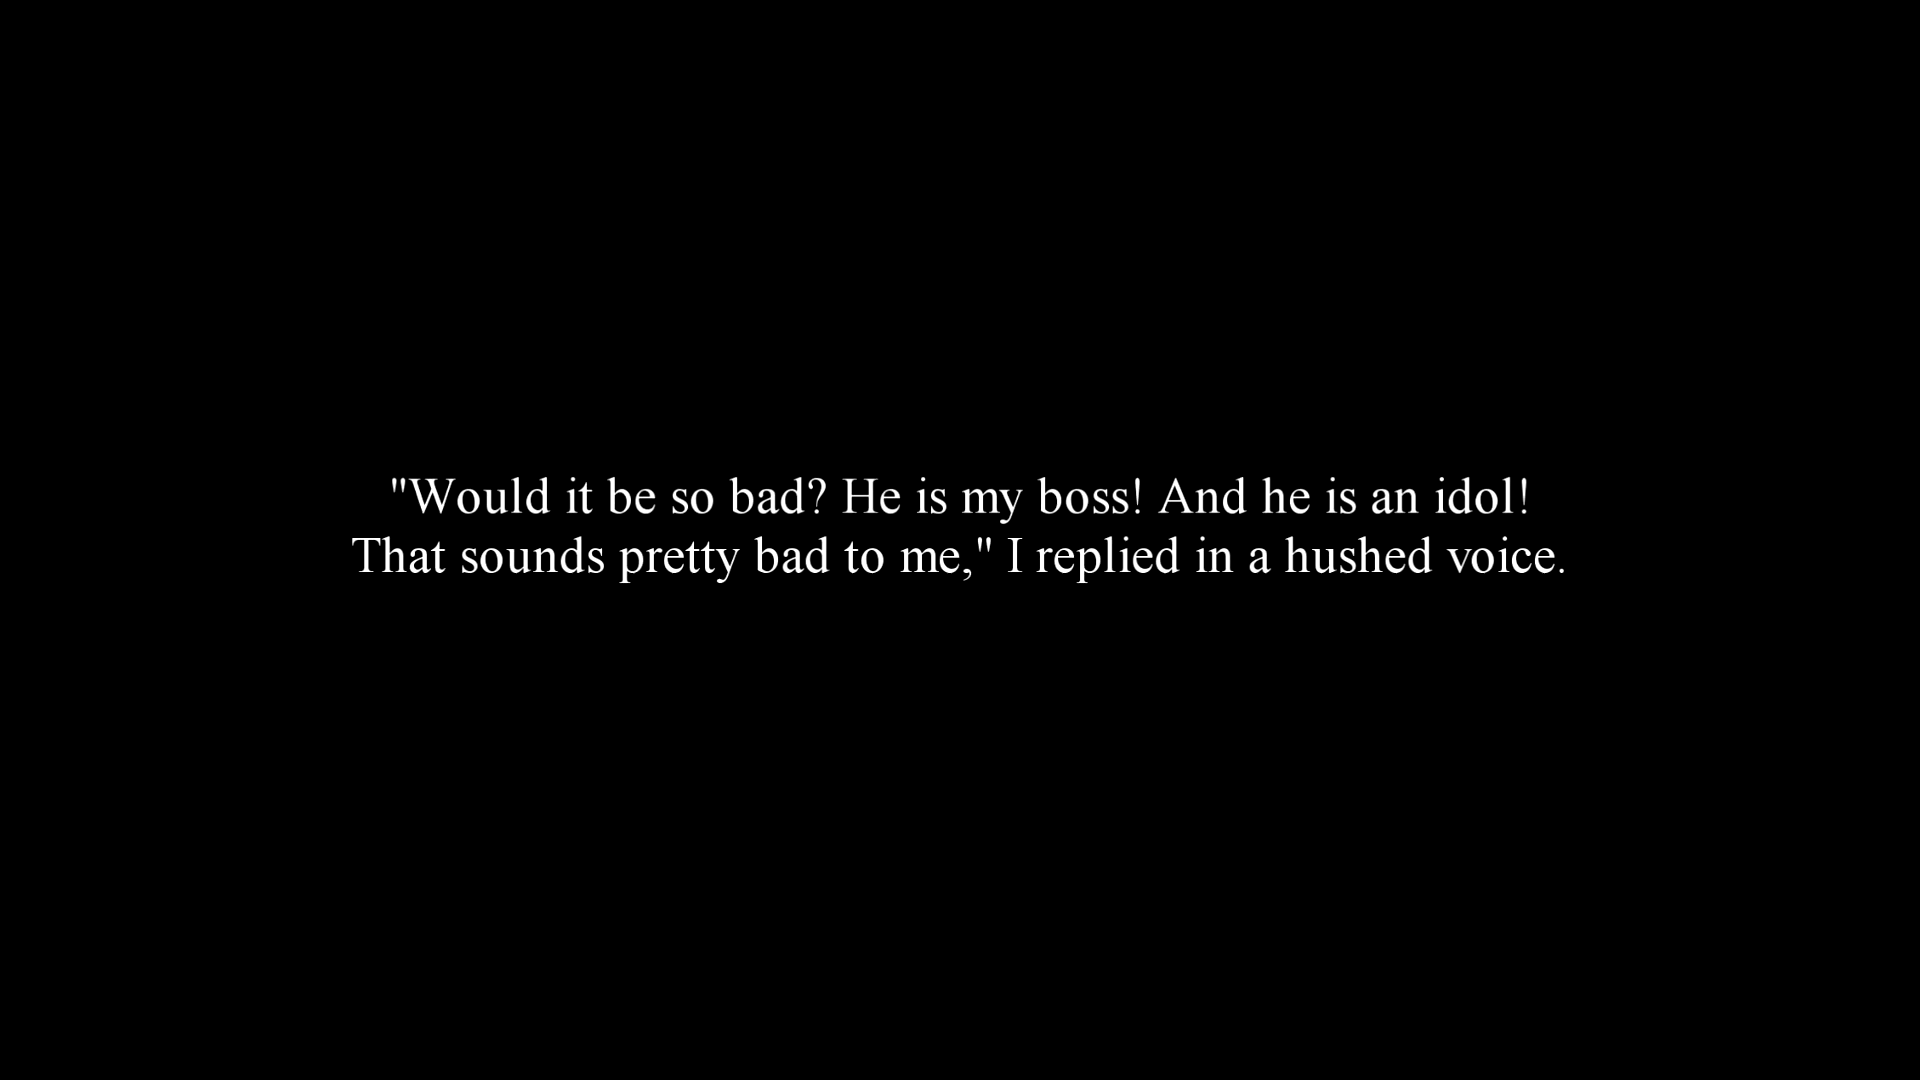 "Would it be so bad? He is my boss! And he is an idol!
That sounds pretty bad to me," I replied in a hushed voice.